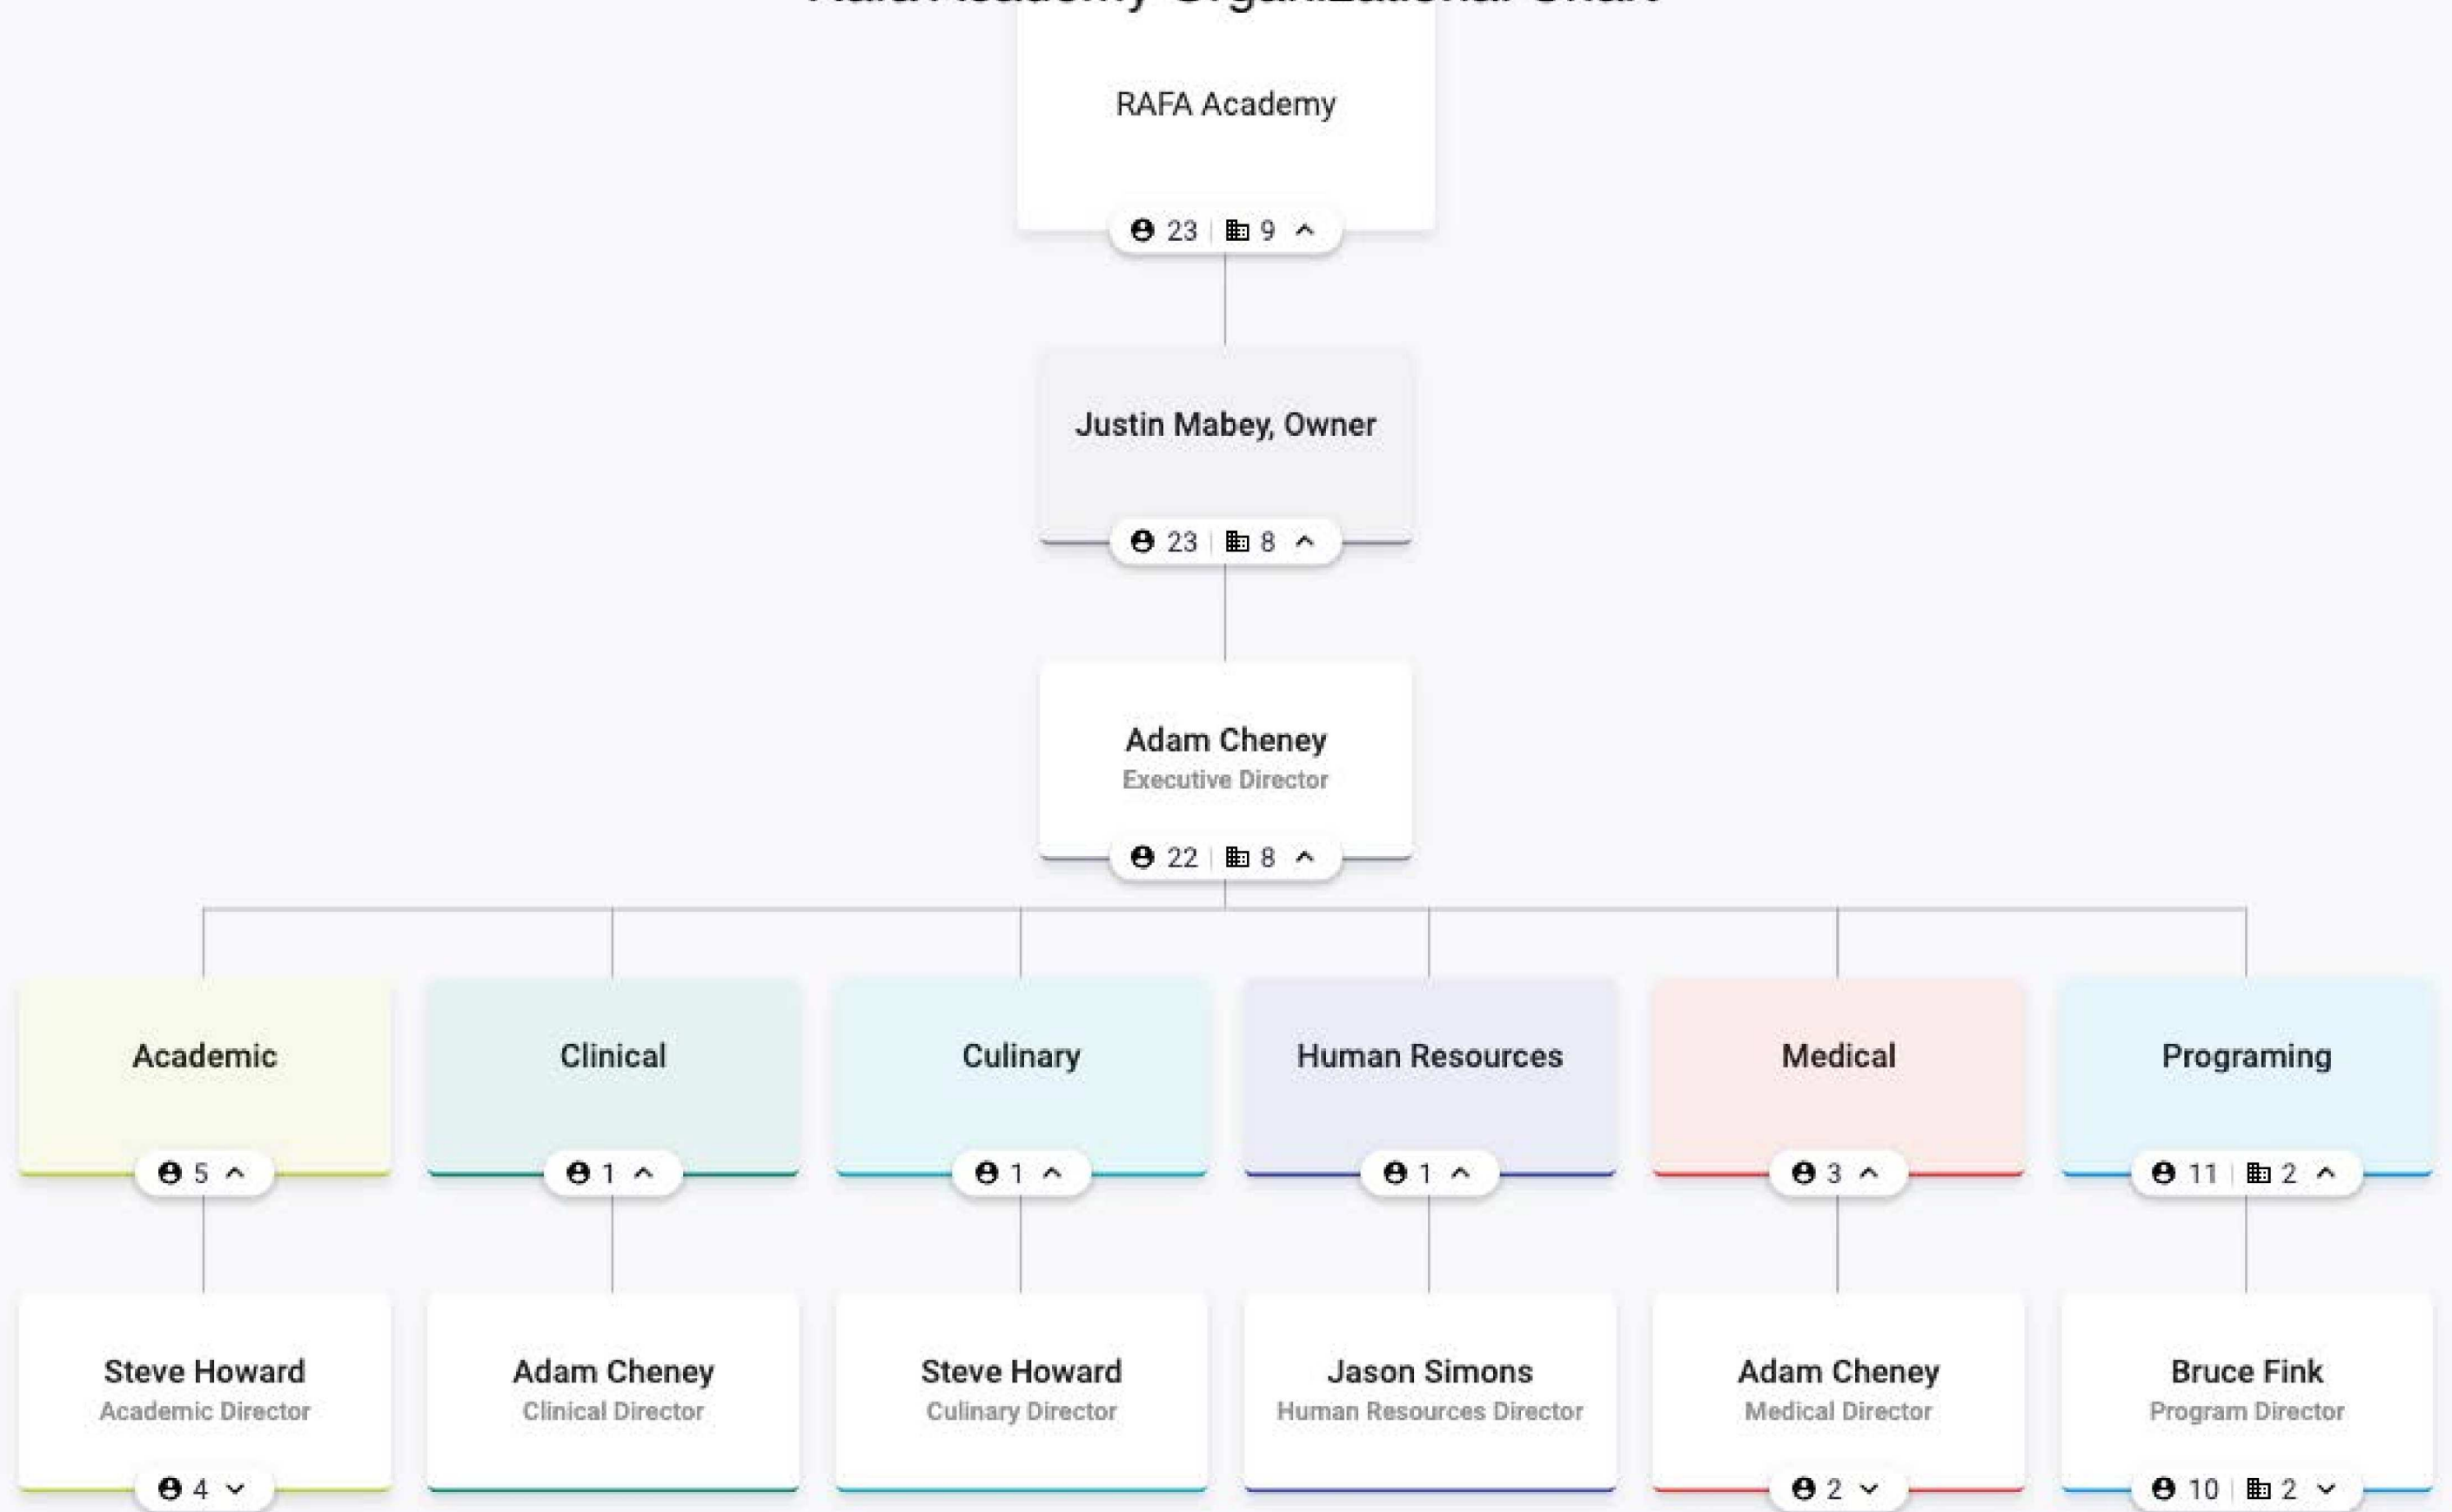 RAFA Academy
23 9
Justin Mabey, Owner
23 8
Adam Cheney
Executive Director
22 8
Academic Clinical Culinary Human Resources Medical Programing
5 1 1 1 3 11 2
Steve Howard Adam Cheney Steve Howard Jason Simons Adam Cheney Bruce Fink
Academic Director Clinical Director Culinary Director Human Resources Director Medical Director Program Director
4 2 10 2